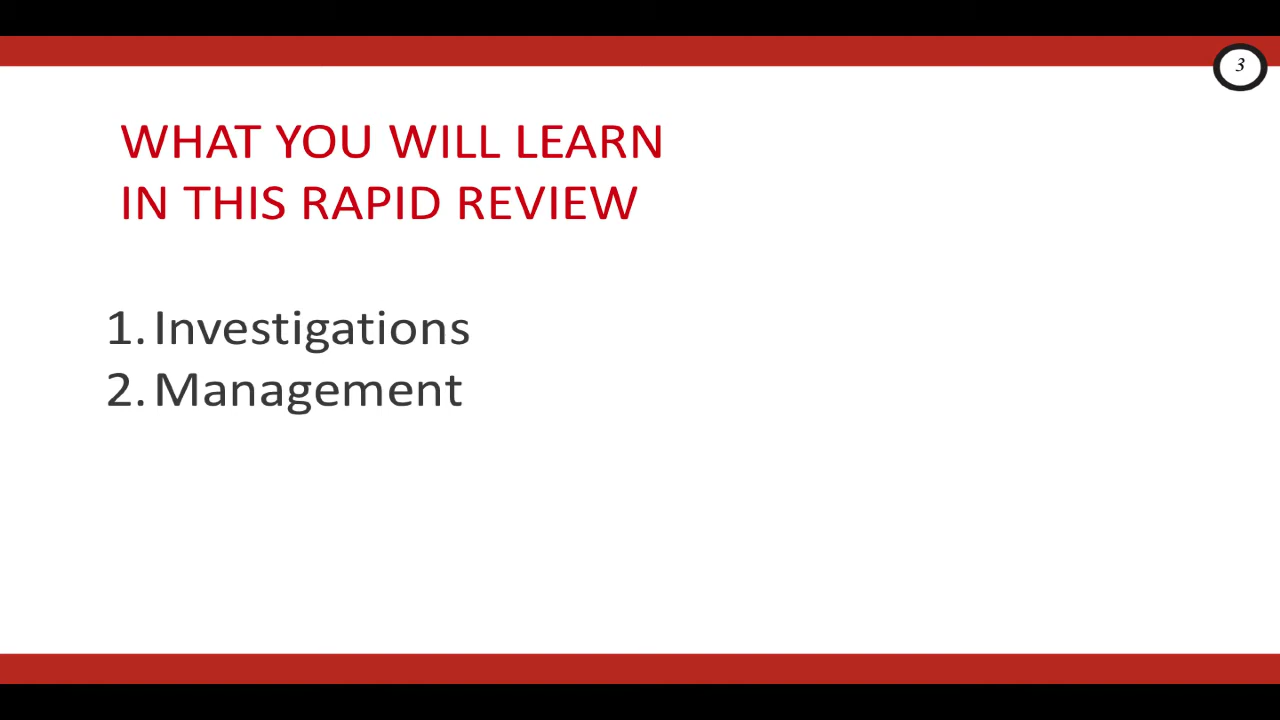 3
WHAT YOU WILL LEARN
IN THIS RAPID REVIEW
1. Investigations
2. Management